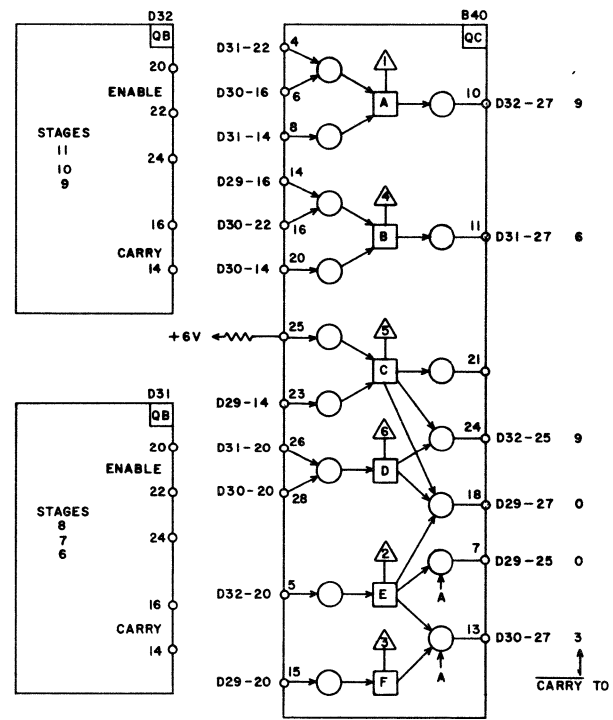 D32
QB
20
ENABLE
22
STAGES
11
10
9
24
16
CARRY
14
D31
QB
20
ENABLE
22
STAGES
8
7
6
24
16
CARRY
14
B40
QC
D31-22 4
D30-16 6
D31-14 8
1
A
10 D32-27 9
D29-16 14
D30-22 16
D30-14 20
4
B
11 D31-27 6
+6V 25
D29-14 23
5
C
21
D31-20 26
D30-20 28
6
D
24 D32-25 9
18 D29-27 0
D32-20 5
2
E
7 D29-25 0
A
D29-20 15
3
F
13 D30-27 3
A
CARRY TO